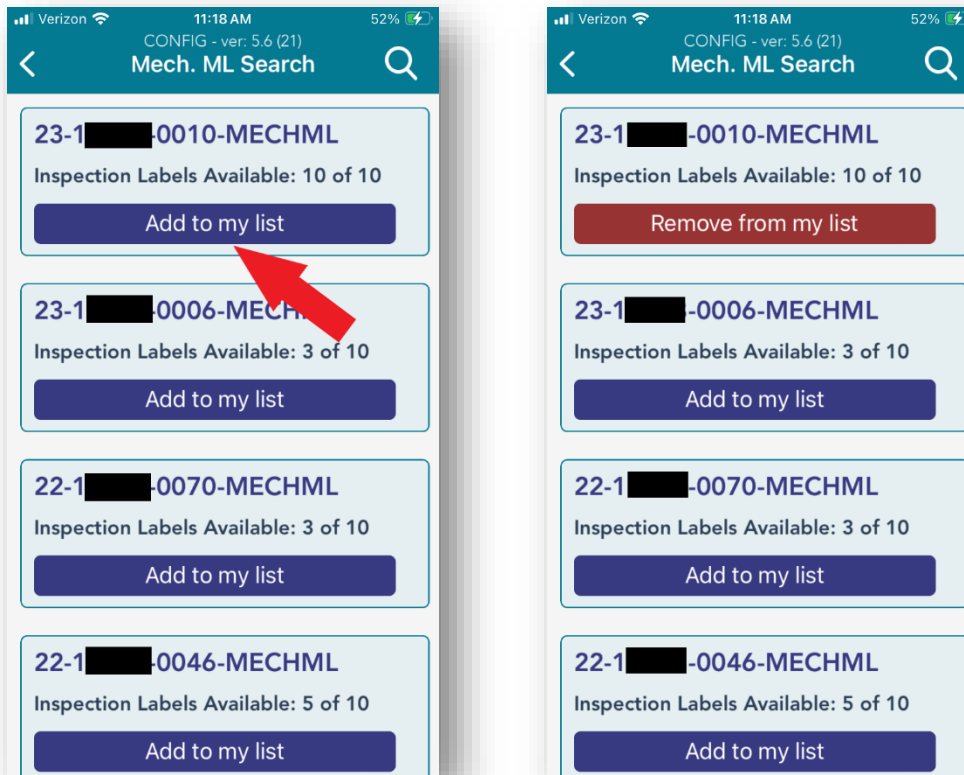 Verizon 11:18 AM 52%
CONFIG - ver: 5.6 (21)
Mech. ML Search
23-1 -0010-MECHML
Inspection Labels Available: 10 of 10
Add to my list
23-1 -0006-MECH
Inspection Labels Available: 3 of 10
Add to my list
22-1 -0070-MECHML
Inspection Labels Available: 3 of 10
Add to my list
22-1 -0046-MECHML
Inspection Labels Available: 5 of 10
Add to my list
Verizon 11:18 AM 52%
CONFIG - ver: 5.6 (21)
Mech. ML Search
23-1 -0010-MECHML
Inspection Labels Available: 10 of 10
Remove from my list
23-1 -0006-MECHML
Inspection Labels Available: 3 of 10
Add to my list
22-1 -0070-MECHML
Inspection Labels Available: 3 of 10
Add to my list
22-1 -0046-MECHML
Inspection Labels Available: 5 of 10
Add to my list